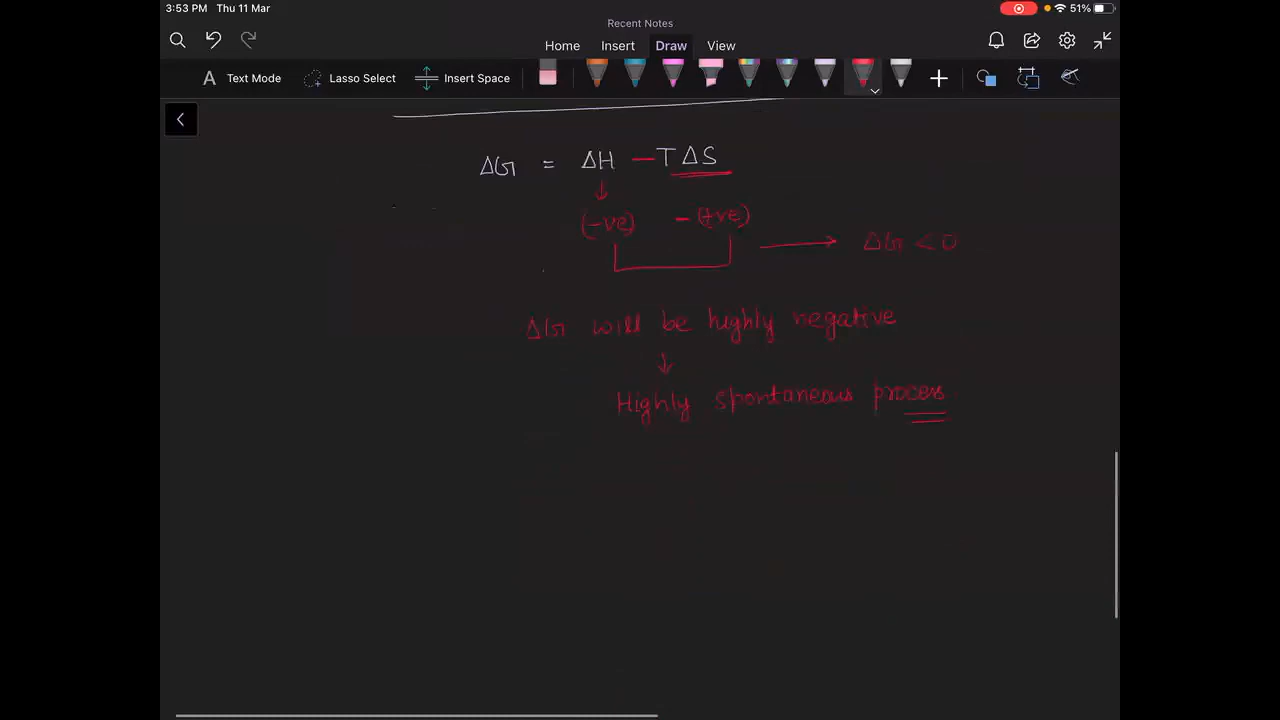 3:53 PM Thu 11 Mar 51%
Recent Notes
Home Insert Draw View
A Text Mode Lasso Select Insert Space
ΔG = ΔH - TΔS
↓
(-ve) - (+ve) → ΔG < 0
ΔG will be highly negative
↓
Highly spontaneous process